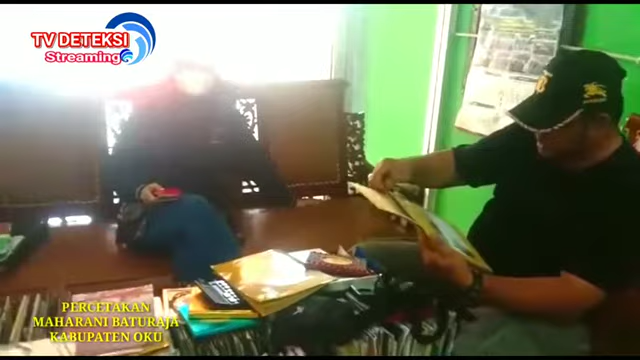 TV DETEKSI
Streaming
PERCETAKAN
MAHARANI BATURAJA
KABUPATEN OKU